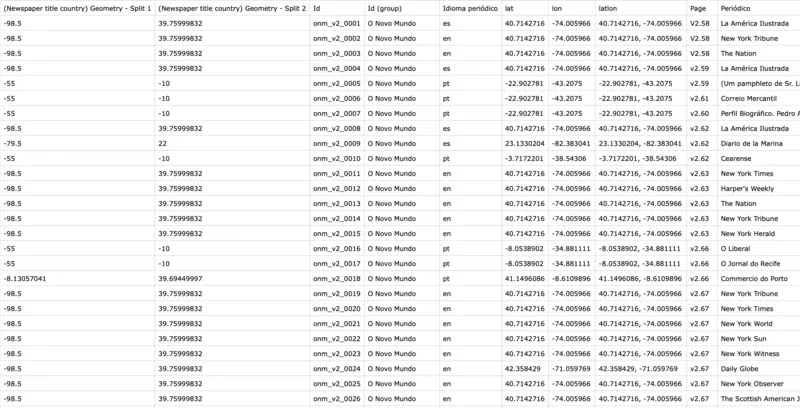 (Newspaper title country) Geometry - Split 1 (Newspaper title country) Geometry - Split 2 Id Id (group) Idioma periódico lat lon latlon Page Periódico
-98.5 39.75999832 onm_v2_0001 O Novo Mundo es 40.7142716 -74.005966 40.7142716, -74.005966 V2.58 La América Ilustrada
-98.5 39.75999832 onm_v2_0002 O Novo Mundo en 40.7142716 -74.005966 40.7142716, -74.005966 V2.58 New York Tribune
-98.5 39.75999832 onm_v2_0003 O Novo Mundo en 40.7142716 -74.005966 40.7142716, -74.005966 V2.58 The Nation
-98.5 39.75999832 onm_v2_0004 O Novo Mundo es 40.7142716 -74.005966 40.7142716, -74.005966 v2.59 La América Ilustrada
-55 -10 onm_v2_0005 O Novo Mundo pt -22.902781 -43.2075 -22.902781, -43.2075 v2.59 (Um pamphleto de Sr. L
-55 -10 onm_v2_0006 O Novo Mundo pt -22.902781 -43.2075 -22.902781, -43.2075 v2.61 Correio Mercantil
-55 -10 onm_v2_0007 O Novo Mundo pt -22.902781 -43.2075 -22.902781, -43.2075 v2.60 Perfil Biográfico. Pedro A
-98.5 39.75999832 onm_v2_0008 O Novo Mundo es 40.7142716 -74.005966 40.7142716, -74.005966 v2.62 La América Ilustrada
-79.5 22 onm_v2_0009 O Novo Mundo es 23.1330204 -82.383041 23.1330204, -82.383041 v2.62 Diario de la Marina
-55 -10 onm_v2_0010 O Novo Mundo pt -3.7172201 -38.54306 -3.7172201, -38.54306 v2.62 Cearense
-98.5 39.75999832 onm_v2_0011 O Novo Mundo en 40.7142716 -74.005966 40.7142716, -74.005966 v2.63 New York Times
-98.5 39.75999832 onm_v2_0012 O Novo Mundo en 40.7142716 -74.005966 40.7142716, -74.005966 v2.63 Harper's Weekly
-98.5 39.75999832 onm_v2_0013 O Novo Mundo en 40.7142716 -74.005966 40.7142716, -74.005966 v2.63 The Nation
-98.5 39.75999832 onm_v2_0014 O Novo Mundo en 40.7142716 -74.005966 40.7142716, -74.005966 v2.63 New York Tribune
-98.5 39.75999832 onm_v2_0015 O Novo Mundo en 40.7142716 -74.005966 40.7142716, -74.005966 v2.63 New York Herald
-55 -10 onm_v2_0016 O Novo Mundo pt -8.0538902 -34.881111 -8.0538902, -34.881111 v2.66 O Liberal
-55 -10 onm_v2_0017 O Novo Mundo pt -8.0538902 -34.881111 -8.0538902, -34.881111 v2.66 O Jornal do Recife
-8.13057041 39.69449997 onm_v2_0018 O Novo Mundo pt 41.1496086 -8.6109896 41.1496086, -8.6109896 v2.66 Commercio do Porto
-98.5 39.75999832 onm_v2_0019 O Novo Mundo en 40.7142716 -74.005966 40.7142716, -74.005966 v2.67 New York Tribune
-98.5 39.75999832 onm_v2_0020 O Novo Mundo en 40.7142716 -74.005966 40.7142716, -74.005966 v2.67 New York Times
-98.5 39.75999832 onm_v2_0021 O Novo Mundo en 40.7142716 -74.005966 40.7142716, -74.005966 v2.67 New York World
-98.5 39.75999832 onm_v2_0022 O Novo Mundo en 40.7142716 -74.005966 40.7142716, -74.005966 v2.67 New York Sun
-98.5 39.75999832 onm_v2_0023 O Novo Mundo en 40.7142716 -74.005966 40.7142716, -74.005966 v2.67 New York Witness
-98.5 39.75999832 onm_v2_0024 O Novo Mundo en 42.358429 -71.059769 42.358429, -71.059769 v2.67 Daily Globe
-98.5 39.75999832 onm_v2_0025 O Novo Mundo en 40.7142716 -74.005966 40.7142716, -74.005966 v2.67 New York Observer
-98.5 39.75999832 onm_v2_0026 O Novo Mundo en 40.7142716 -74.005966 40.7142716, -74.005966 v2.67 The Scottish American J